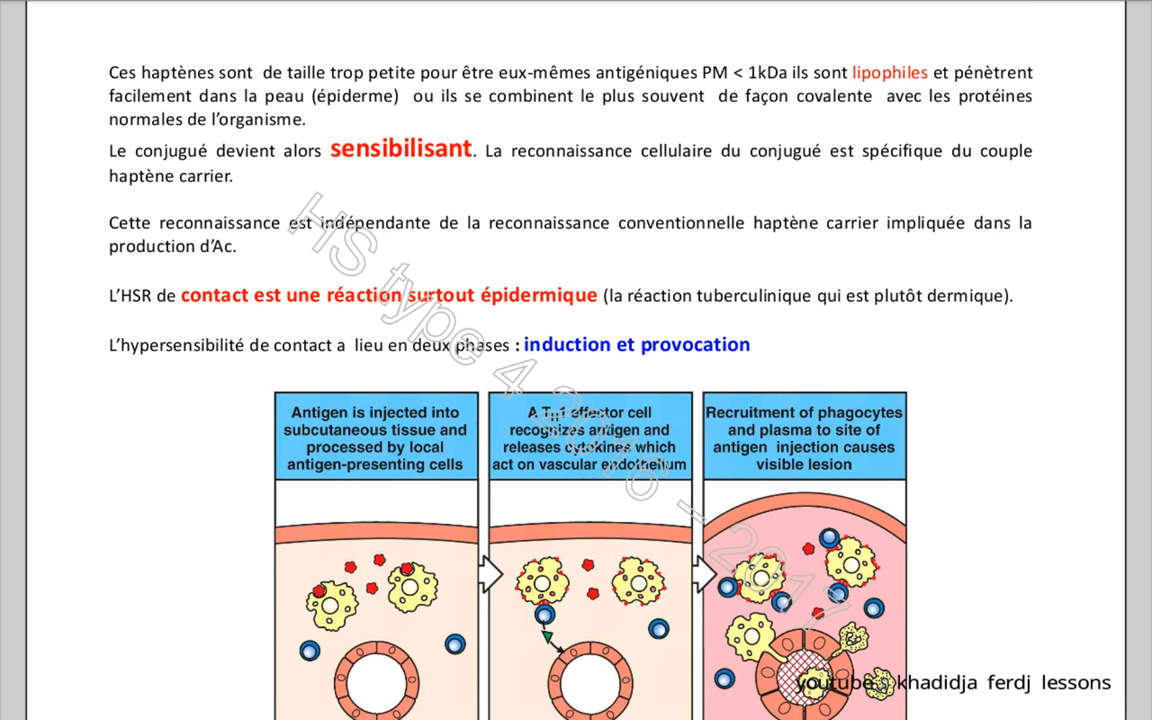 Ces haptènes sont de taille trop petite pour être eux-mêmes antigéniques PM < 1kDa ils sont lipophiles et pénètrent
facilement dans la peau (épiderme) ou ils se combinent le plus souvent de façon covalente avec les protéines
normales de l'organisme.
Le conjugué devient alors sensibilisant. La reconnaissance cellulaire du conjugué est spécifique du couple
haptène carrier.
Cette reconnaissance est indépendante de la reconnaissance conventionnelle haptène carrier impliquée dans la
production d'Ac.
L'HSR de contact est une réaction surtout épidermique (la réaction tuberculinique qui est plutôt dermique).
L'hypersensibilité de contact a lieu en deux phases : induction et provocation
Antigen is injected into
subcutaneous tissue and
processed by local
antigen-presenting cells
A effector cell
recognizes antigen and
releases cytokines which
act on vascular endothelium
Recruitment of phagocytes
and plasma to site of
antigen injection causes
visible lesion
HS type 4 2016 – 2017
youtube : khadidja ferdj lessons